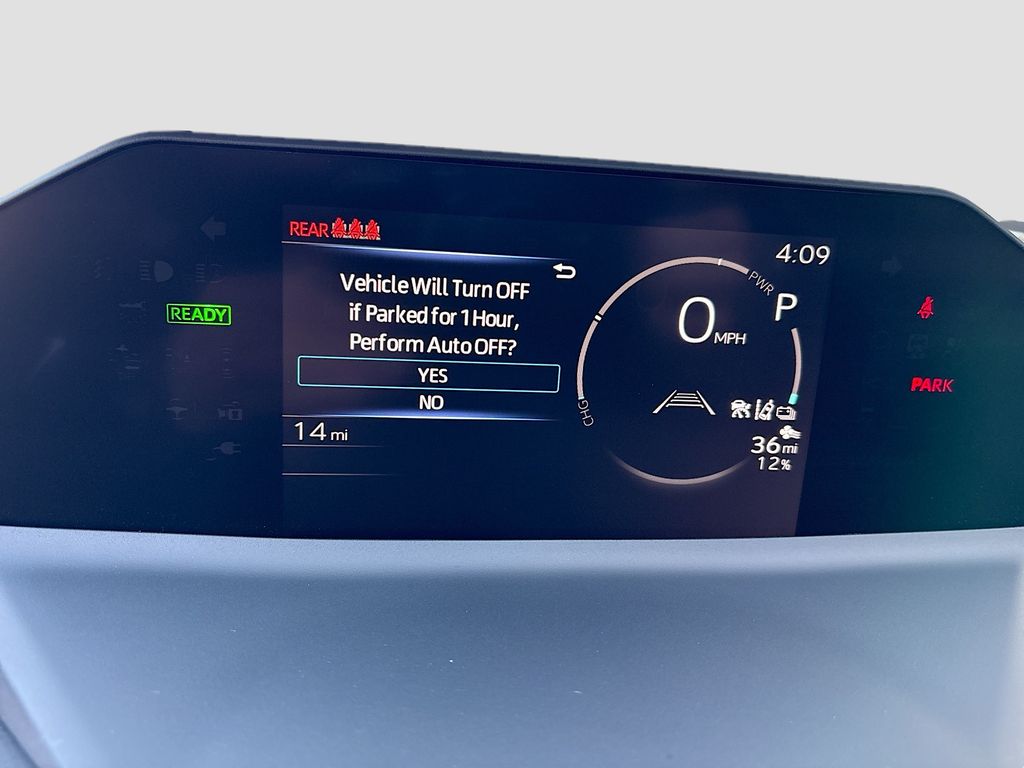 REAR
4:09
Vehicle Will Turn OFF
if Parked for 1 Hour,
Perform Auto OFF?
YES
NO
14 mi
READY
PWR
P
0 MPH
CHG
36 mi
12%
PARK